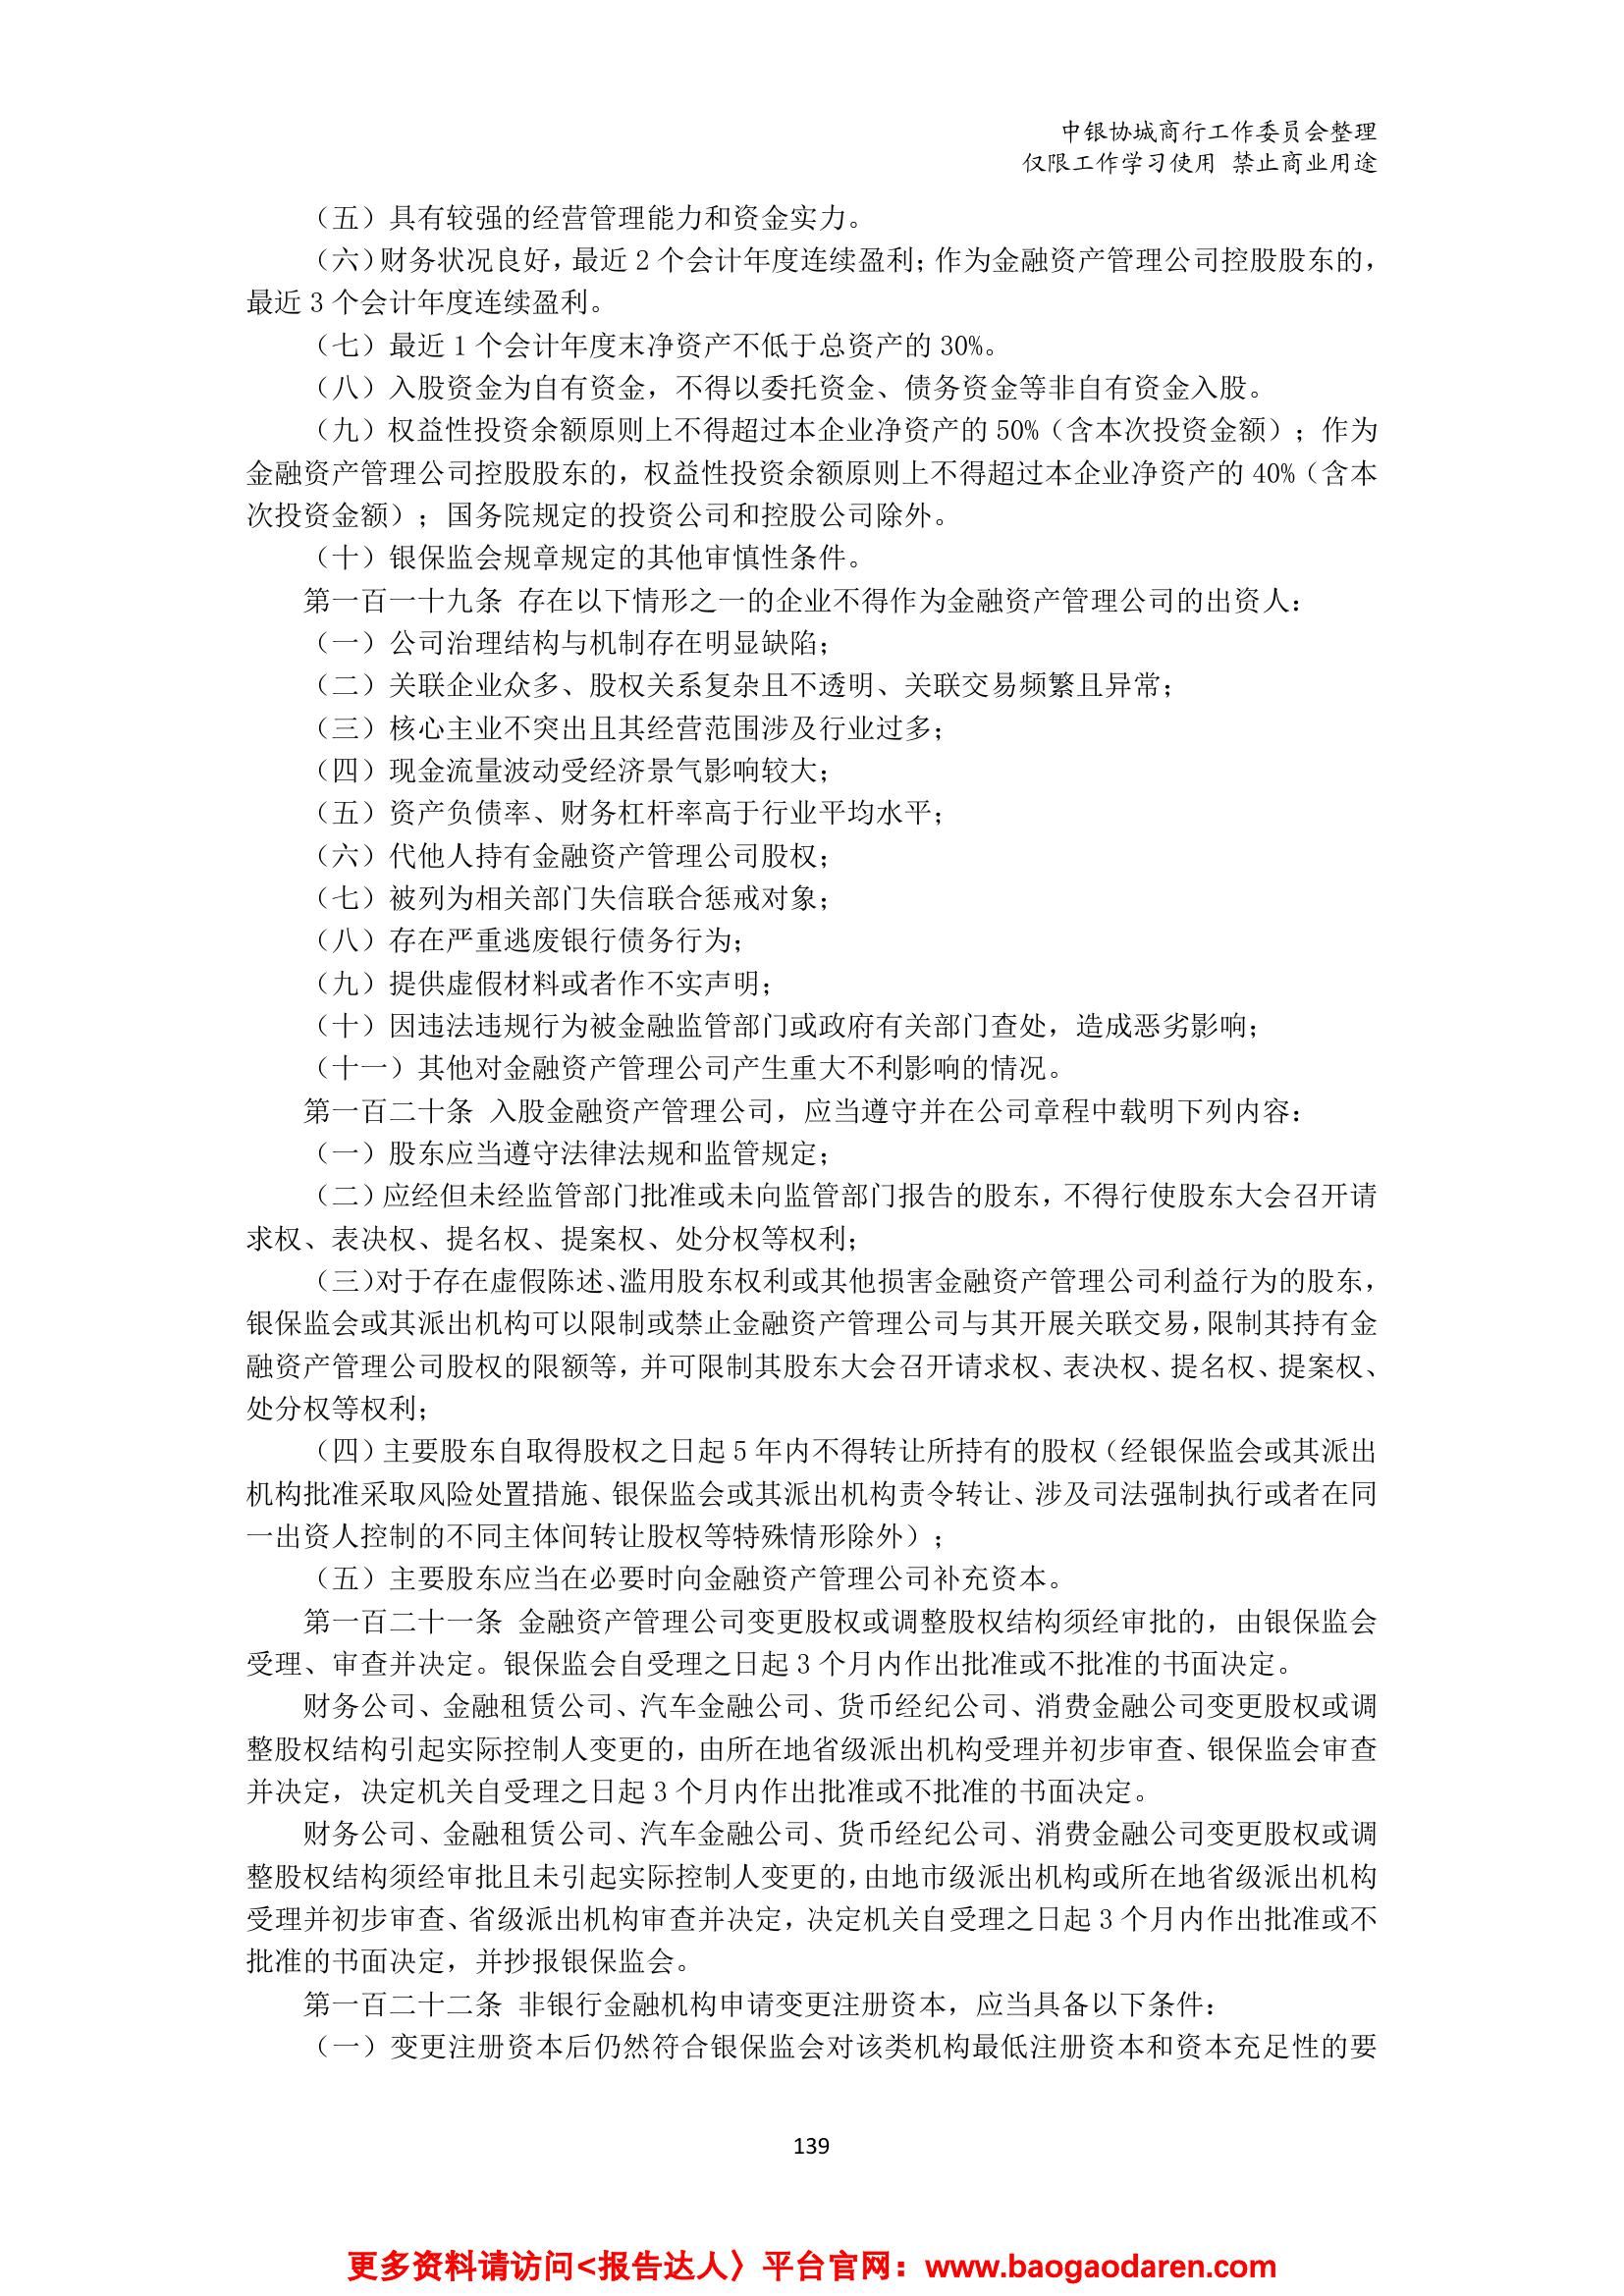 中银协城商行工作委员会整理
仅限工作学习使用 禁止商业用途
（五）具有较强的经营管理能力和资金实力。
（六）财务状况良好，最近 2 个会计年度连续盈利；作为金融资产管理公司控股股东的，
最近 3 个会计年度连续盈利。
（七）最近 1 个会计年度末净资产不低于总资产的 30%。
（八）入股资金为自有资金，不得以委托资金、债务资金等非自有资金入股。
（九）权益性投资余额原则上不得超过本企业净资产的 50%（含本次投资金额）；作为
金融资产管理公司控股股东的，权益性投资余额原则上不得超过本企业净资产的 40%（含本
次投资金额）；国务院规定的投资公司和控股公司除外。
（十）银保监会规章规定的其他审慎性条件。
第一百一十九条 存在以下情形之一的企业不得作为金融资产管理公司的出资人：
（一）公司治理结构与机制存在明显缺陷；
（二）关联企业众多、股权关系复杂且不透明、关联交易频繁且异常；
（三）核心主业不突出且其经营范围涉及行业过多；
（四）现金流量波动受经济景气影响较大；
（五）资产负债率、财务杠杆率高于行业平均水平；
（六）代他人持有金融资产管理公司股权；
（七）被列为相关部门失信联合惩戒对象；
（八）存在严重逃废银行债务行为；
（九）提供虚假材料或者作不实声明；
（十）因违法违规行为被金融监管部门或政府有关部门查处，造成恶劣影响；
（十一）其他对金融资产管理公司产生重大不利影响的情况。
第一百二十条 入股金融资产管理公司，应当遵守并在公司章程中载明下列内容：
（一）股东应当遵守法律法规和监管规定；
（二）应经但未经监管部门批准或未向监管部门报告的股东，不得行使股东大会召开请
求权、表决权、提名权、提案权、处分权等权利；
（三）对于存在虚假陈述、滥用股东权利或其他损害金融资产管理公司利益行为的股东，
银保监会或其派出机构可以限制或禁止金融资产管理公司与其开展关联交易，限制其持有金
融资产管理公司股权的限额等，并可限制其股东大会召开请求权、表决权、提名权、提案权、
处分权等权利；
（四）主要股东自取得股权之日起 5 年内不得转让所持有的股权（经银保监会或其派出
机构批准采取风险处置措施、银保监会或其派出机构责令转让、涉及司法强制执行或者在同
一出资人控制的不同主体间转让股权等特殊情形除外）；
（五）主要股东应当在必要时向金融资产管理公司补充资本。
第一百二十一条 金融资产管理公司变更股权或调整股权结构须经审批的，由银保监会
受理、审查并决定。银保监会自受理之日起 3 个月内作出批准或不批准的书面决定。
财务公司、金融租赁公司、汽车金融公司、货币经纪公司、消费金融公司变更股权或调
整股权结构引起实际控制人变更的，由所在地省级派出机构受理并初步审查、银保监会审查
并决定，决定机关自受理之日起 3 个月内作出批准或不批准的书面决定。
财务公司、金融租赁公司、汽车金融公司、货币经纪公司、消费金融公司变更股权或调
整股权结构须经审批且未引起实际控制人变更的，由地市级派出机构或所在地省级派出机构
受理并初步审查、省级派出机构审查并决定，决定机关自受理之日起 3 个月内作出批准或不
批准的书面决定，并抄报银保监会。
第一百二十二条 非银行金融机构申请变更注册资本，应当具备以下条件：
（一）变更注册资本后仍然符合银保监会对该类机构最低注册资本和资本充足性的要
139
更多资料请访问<报告达人〉平台官网：www.baogaodaren.com